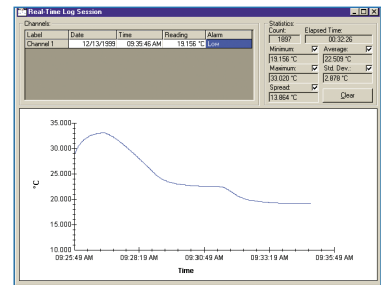 Real-Time Log Session
Channels:
Label Date Time Reading Alarm
Channel 1 12/13/1999 09:35:46 AM 19.156 °C Low
Statistics:
Count: Elapsed Time:
1897 00:32:26
Minimum: Average:
19.156 °C 22.509 °C
Maximum: Std. Dev.:
33.020 °C 2.878 °C
Spread:
13.864 °C Clear
35.000
30.000
25.000
20.000
15.000
10.000
°C
09:25:49 AM 09:28:19 AM 09:30:49 AM 09:33:19 AM 09:35:49 AM
Time